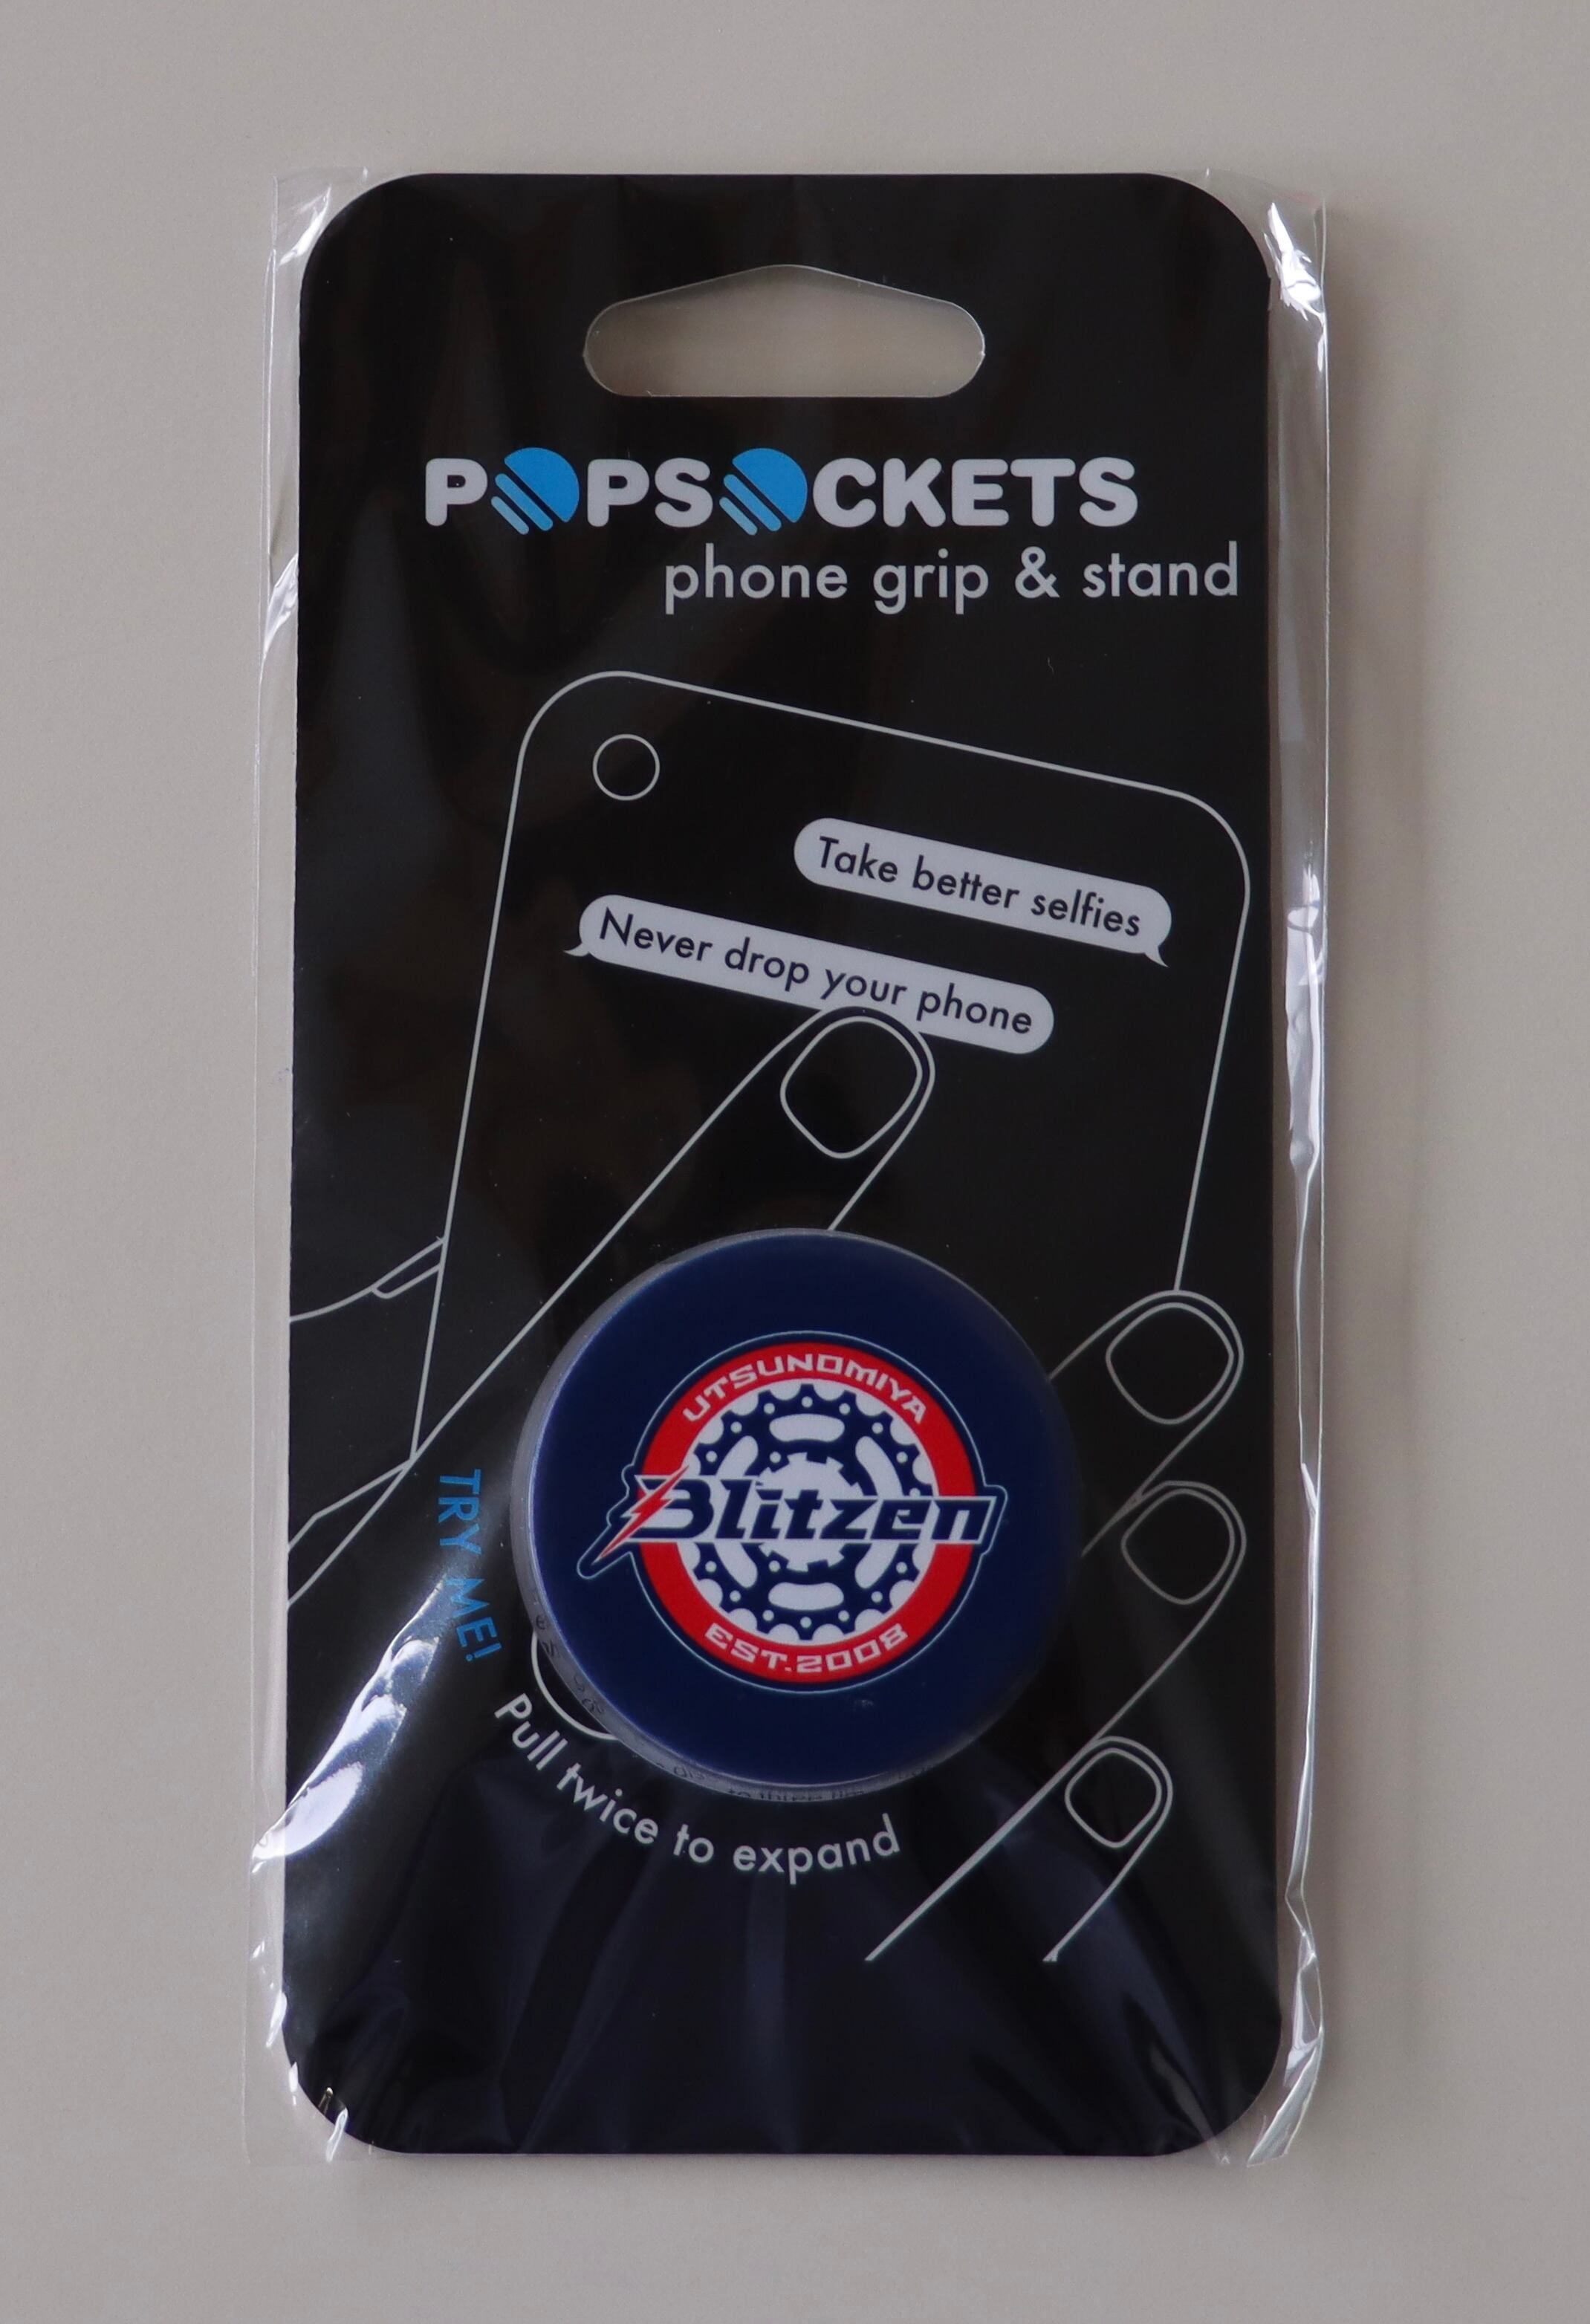 POPSOCKETS
phone grip & stand
Take better selfies
Never drop your phone
UTSUNOMIYA
Blitzen
EST.2008
TRY ME!
Pull twice to expand